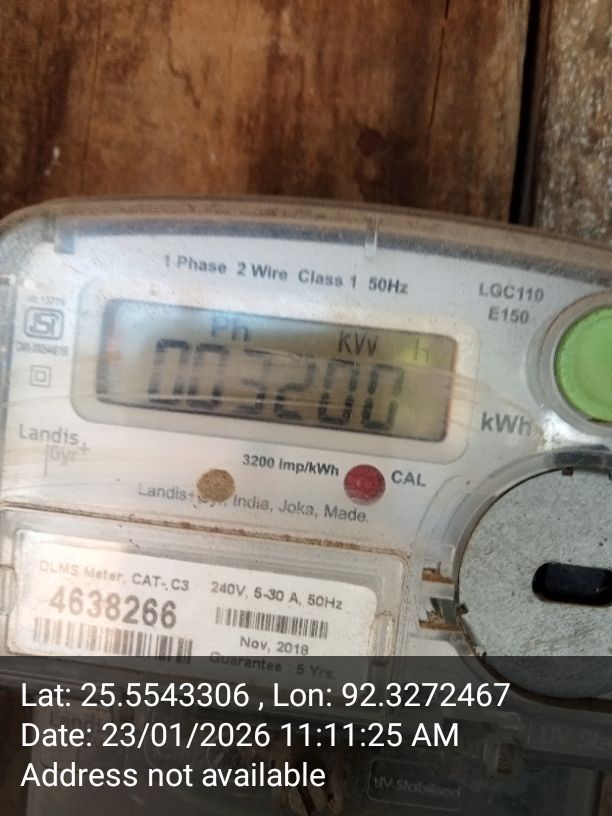 1 Phase 2 Wire Class 1 50Hz
LGC110
E150
Ph kW h
003200
kWh
Landis
Gyr+
3200 Imp/kWh
CAL
India, Joka, Made.
DLMS Meter, CAT-C3
240V, 5-30 A, 50Hz
4638266
Nov, 2018
Guarantee : 5 Yrs.
Lat: 25.5543306 , Lon: 92.3272467
Date: 23/01/2026 11:11:25 AM
Address not available
UV Stabilised